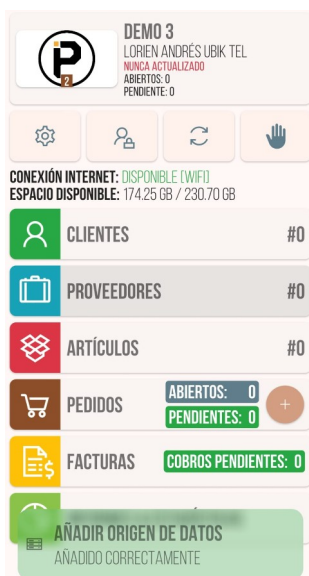 DEMO 3
LORIEN ANDRÉS UBIK TEL
NUNCA ACTUALIZADO
ABIERTOS: 0
PENDIENTE: 0
2
CONEXIÓN INTERNET: DISPONIBLE [WIFI]
ESPACIO DISPONIBLE: 174.25 GB / 230.70 GB
CLIENTES #0
PROVEEDORES #0
ARTÍCULOS #0
PEDIDOS
ABIERTOS: 0
PENDIENTES: 0
+
FACTURAS COBROS PENDIENTES: 0
AÑADIR ORIGEN DE DATOS
AÑADIDO CORRECTAMENTE